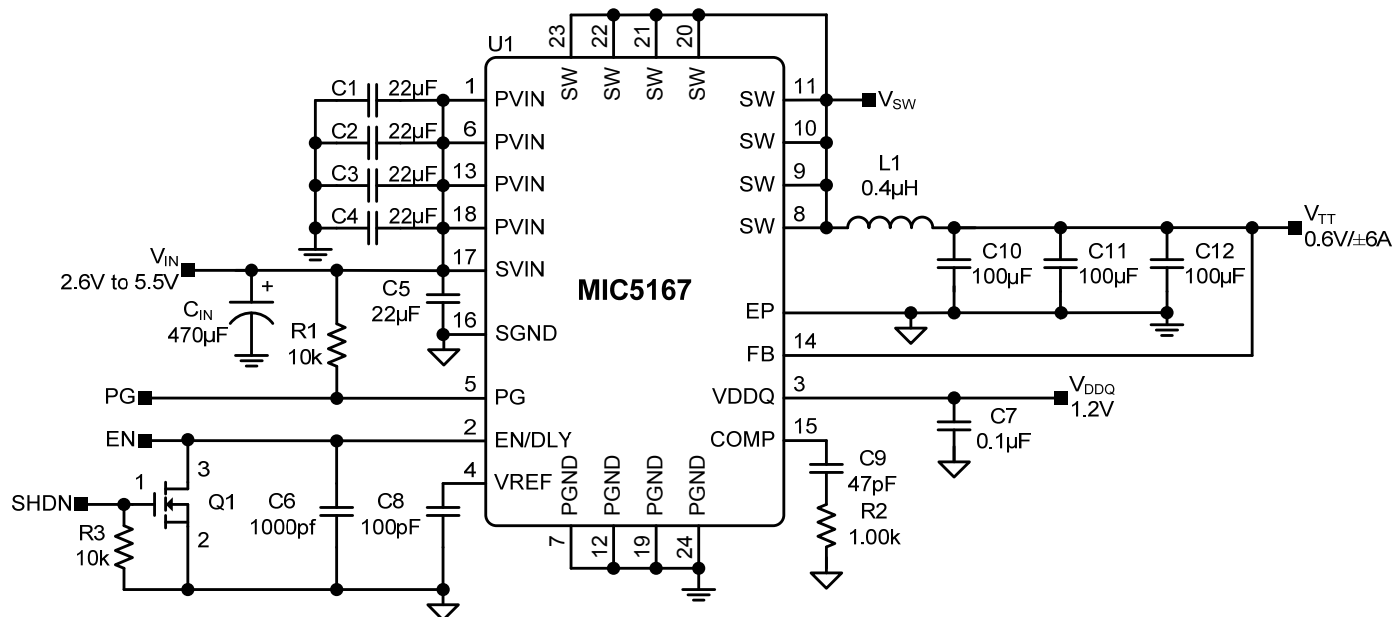 U1
23
22
21
20
SW
SW
SW
SW
C1 22µF
C2 22µF
C3 22µF
C4 22µF
1 PVIN
6 PVIN
13 PVIN
18 PVIN
17 SVIN
16 SGND
5 PG
2 EN/DLY
4 VREF
VIN
2.6V to 5.5V
+
CIN
470µF
R1
10k
C5
22µF
PG
EN
SHDN
1
3
2
Q1
R3
10k
C6
1000pf
C8
100pF
MIC5167
SW 11
SW 10
SW 9
SW 8
EP
FB 14
VDDQ 3
COMP 15
PGND
PGND
PGND
PGND
7
12
19
24
VSW
L1
0.4µH
VTT
0.6V/±6A
C10
100µF
C11
100µF
C12
100µF
VDDQ
1.2V
C7
0.1µF
C9
47pF
R2
1.00k